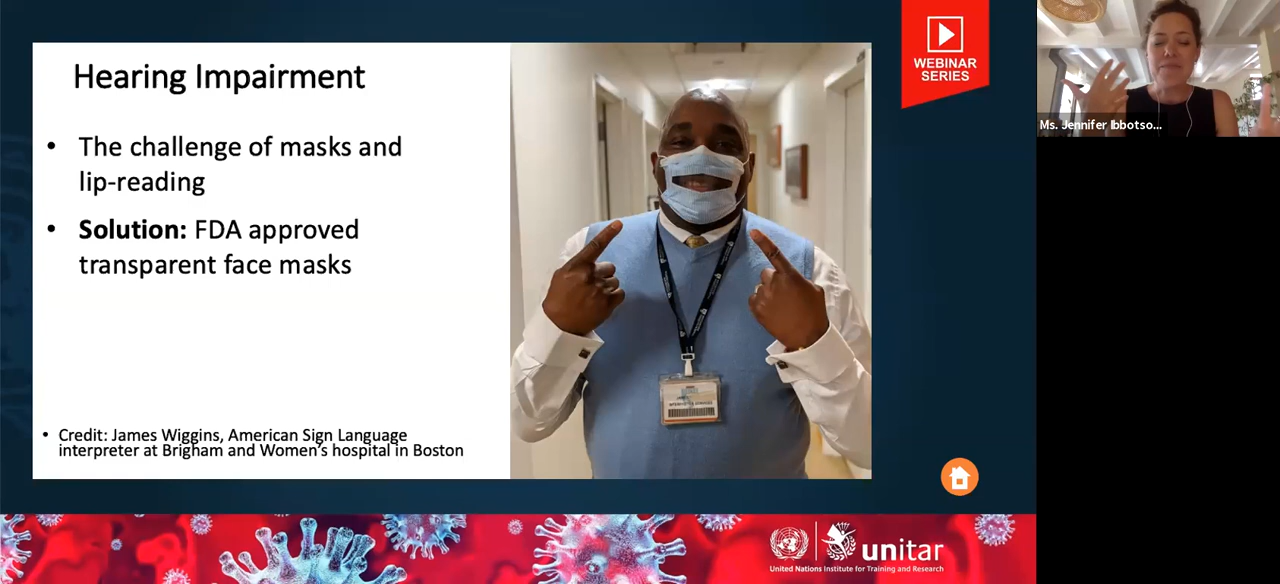 Hearing Impairment
• The challenge of masks and
lip-reading
• Solution: FDA approved
transparent face masks
• Credit: James Wiggins, American Sign Language
interpreter at Brigham and Women's hospital in Boston
WEBINAR
SERIES
Ms. Jennifer Ibbotso...
unitar
United Nations Institute for Training and Research